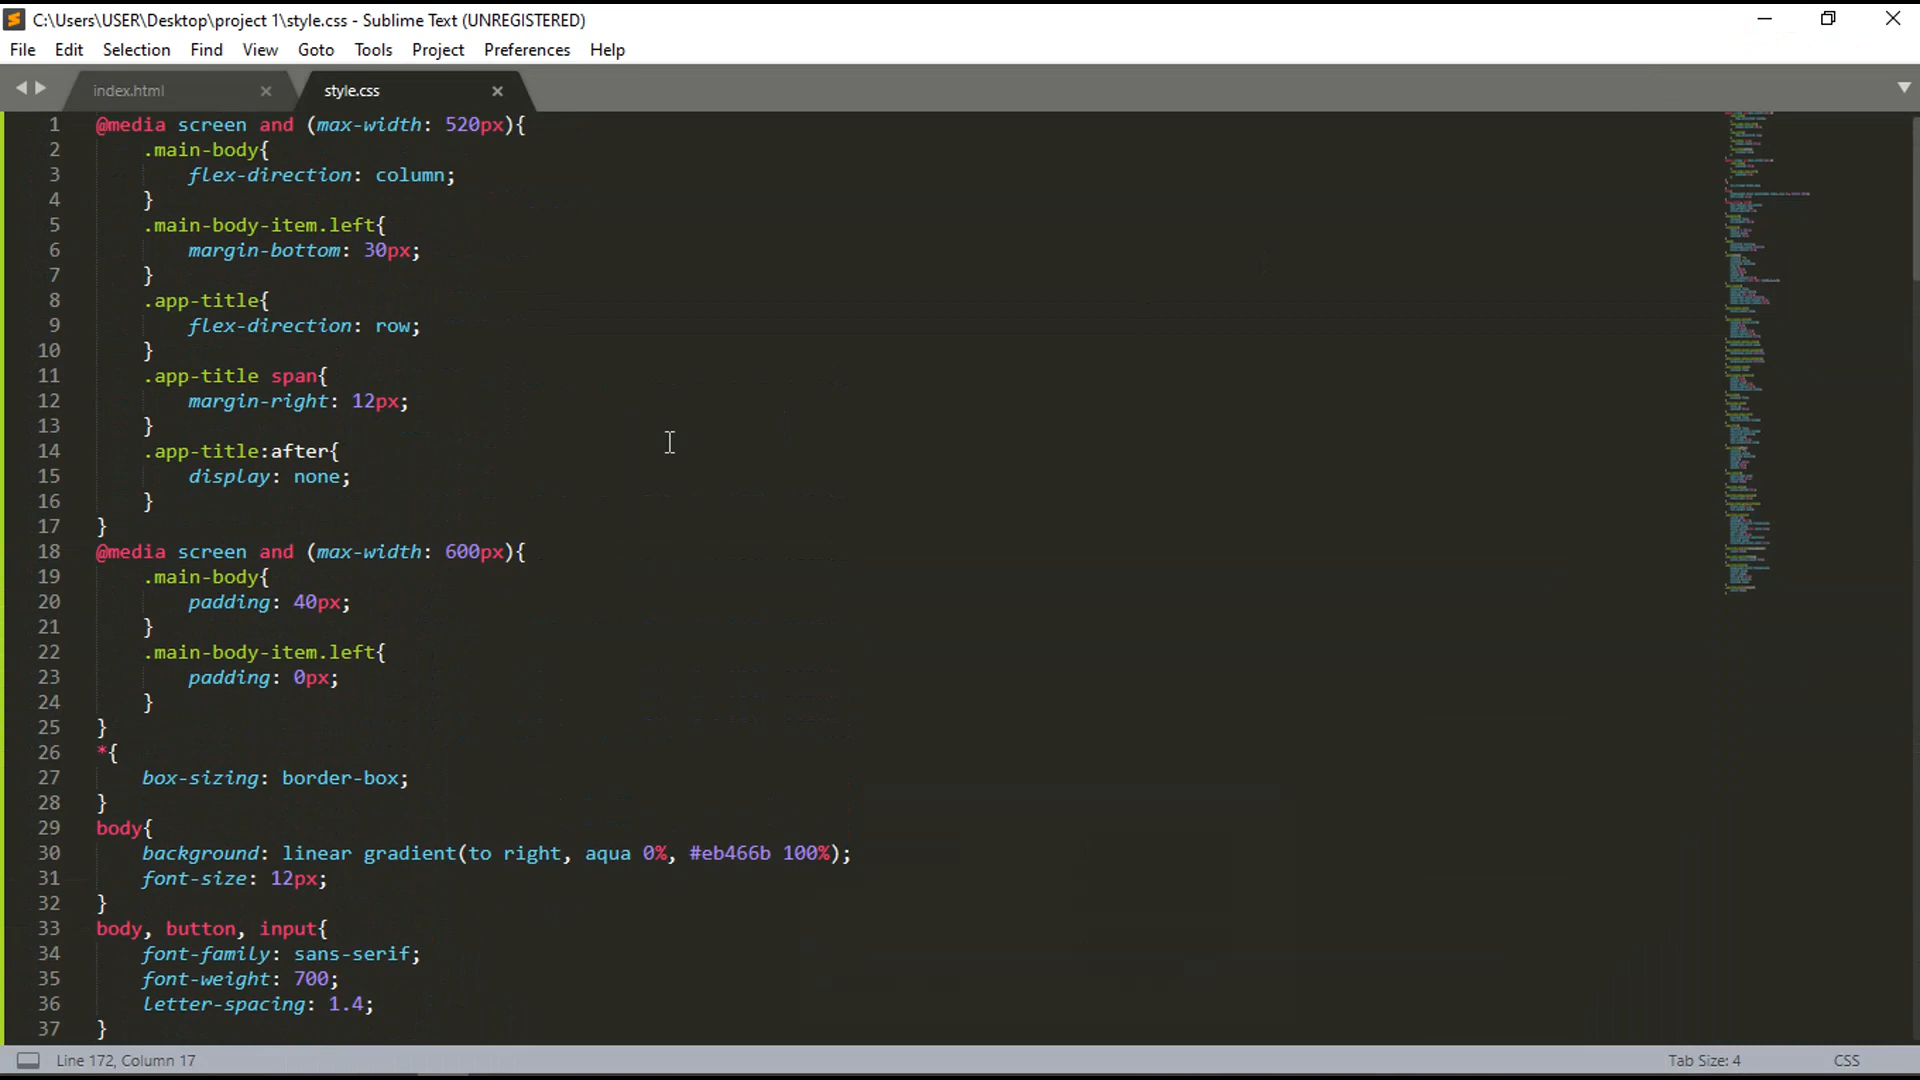 C:\Users\USER\Desktop\project 1\style.css - Sublime Text (UNREGISTERED)
File Edit Selection Find View Goto Tools Project Preferences Help
index.html style.css
1 @media screen and (max-width: 520px){
2 .main-body{
3 flex-direction: column;
4 }
5 .main-body-item.left{
6 margin-bottom: 30px;
7 }
8 .app-title{
9 flex-direction: row;
10 }
11 .app-title span{
12 margin-right: 12px;
13 }
14 .app-title:after{
15 display: none;
16 }
17 }
18 @media screen and (max-width: 600px){
19 .main-body{
20 padding: 40px;
21 }
22 .main-body-item.left{
23 padding: 0px;
24 }
25 }
26 *{
27 box-sizing: border-box;
28 }
29 body{
30 background: linear gradient(to right, aqua 0%, #eb466b 100%);
31 font-size: 12px;
32 }
33 body, button, input{
34 font-family: sans-serif;
35 font-weight: 700;
36 letter-spacing: 1.4;
37 }
Line 172, Column 17 Tab Size: 4 CSS